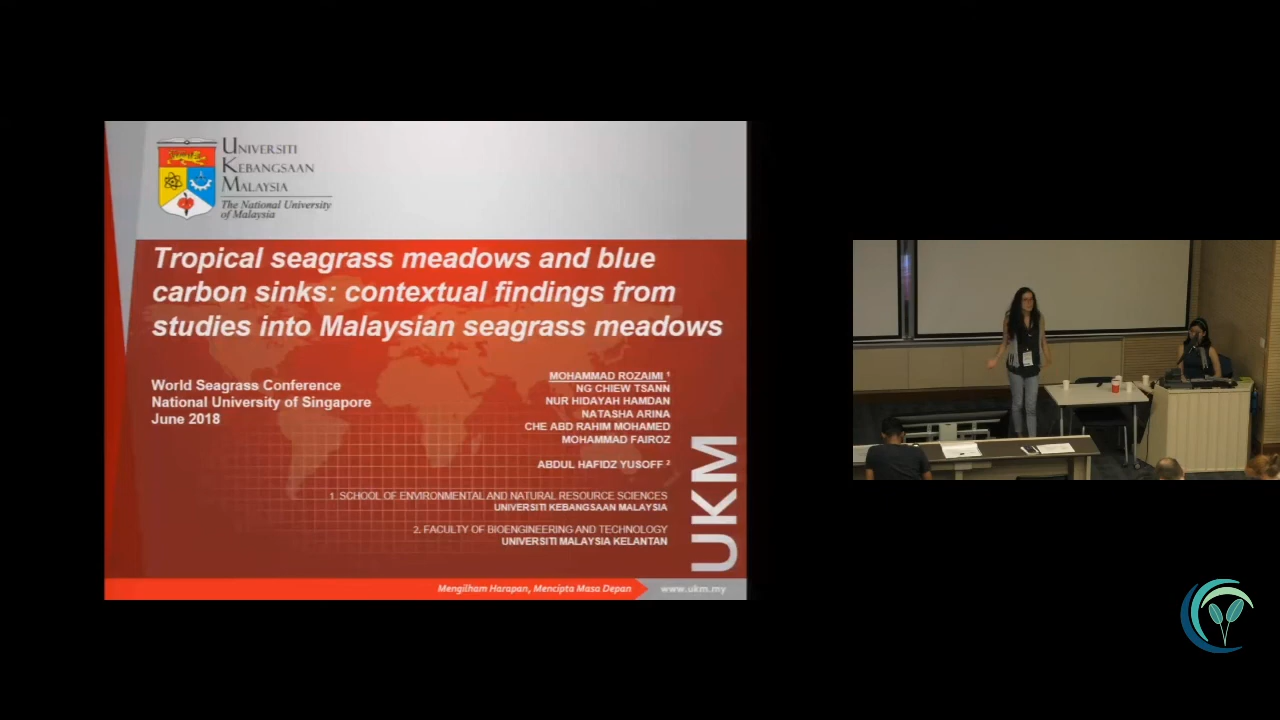 UNIVERSITI
KEBANGSAAN
MALAYSIA
The National University
of Malaysia
Tropical seagrass meadows and blue
carbon sinks: contextual findings from
studies into Malaysian seagrass meadows
World Seagrass Conference
National University of Singapore
June 2018
MOHAMMAD ROZAIMI ¹
NG CHIEW TSANN
NUR HIDAYAH HAMDAN
NATASHA ARINA
CHE ABD RAHIM MOHAMED
MOHAMMAD FAIROZ
ABDUL HAFIDZ YUSOFF ²
1. SCHOOL OF ENVIRONMENTAL AND NATURAL RESOURCE SCIENCES
UNIVERSITI KEBANGSAAN MALAYSIA
2. FACULTY OF BIOENGINEERING AND TECHNOLOGY
UNIVERSITI MALAYSIA KELANTAN
UKM
Mengilham Harapan, Mencipta Masa Depan
www.ukm.my